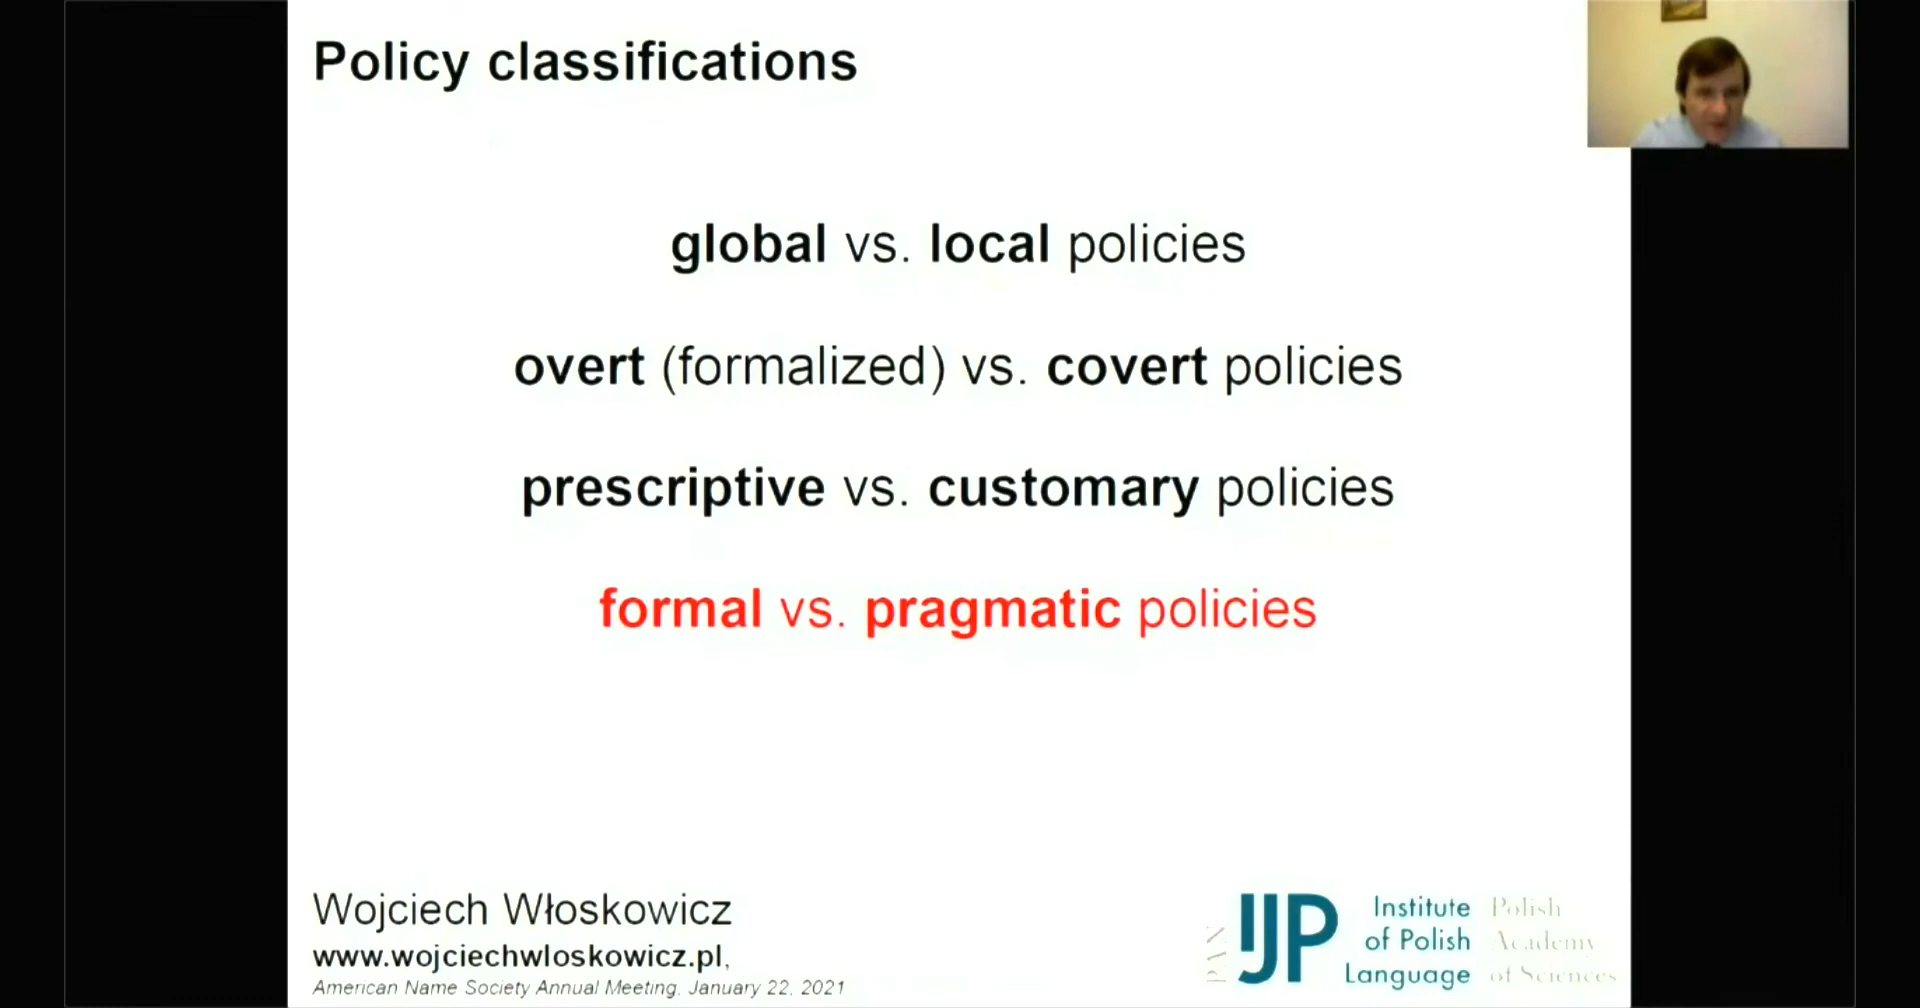 Policy classifications
global vs. local policies
overt (formalized) vs. covert policies
prescriptive vs. customary policies
formal vs. pragmatic policies
Wojciech Włoskowicz
www.wojciechwloskowicz.pl,
American Name Society Annual Meeting, January 22, 2021
PAN
IJP
Institute
of Polish
Language
Polish
Academy
of Sciences